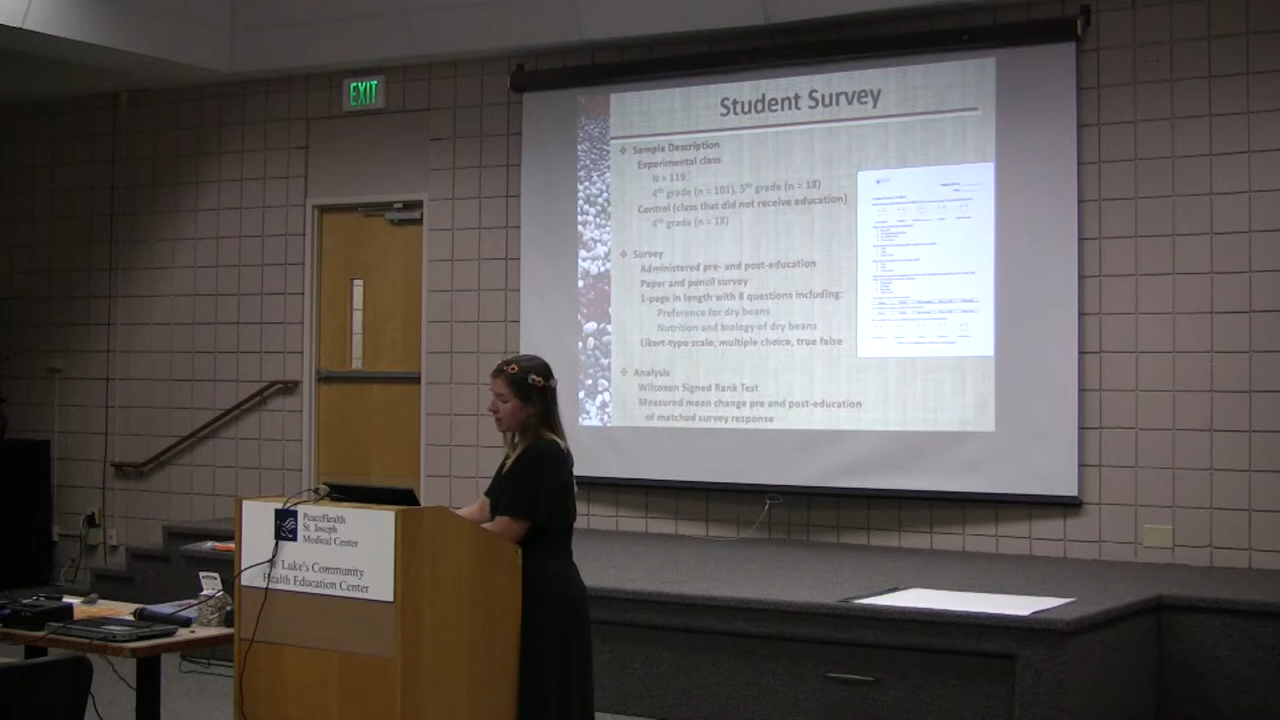 EXIT
Student Survey
❖ Sample Description
Experimental class
N = 119
4th grade (n = 101), 5th grade (n = 18)
Control (class that did not receive education)
4th grade (n = 18)
❖ Survey
Administered pre- and post-education
Paper and pencil survey
1-page in length with 8 questions including:
Preference for dry beans
Nutrition and biology of dry beans
Likert-type scale, multiple choice, true false
❖ Analysis
Wilcoxon Signed Rank Test
Measured mean change pre and post-education
of matched survey response
PeaceHealth
St. Joseph
Medical Center
Luke's Community
Health Education Center